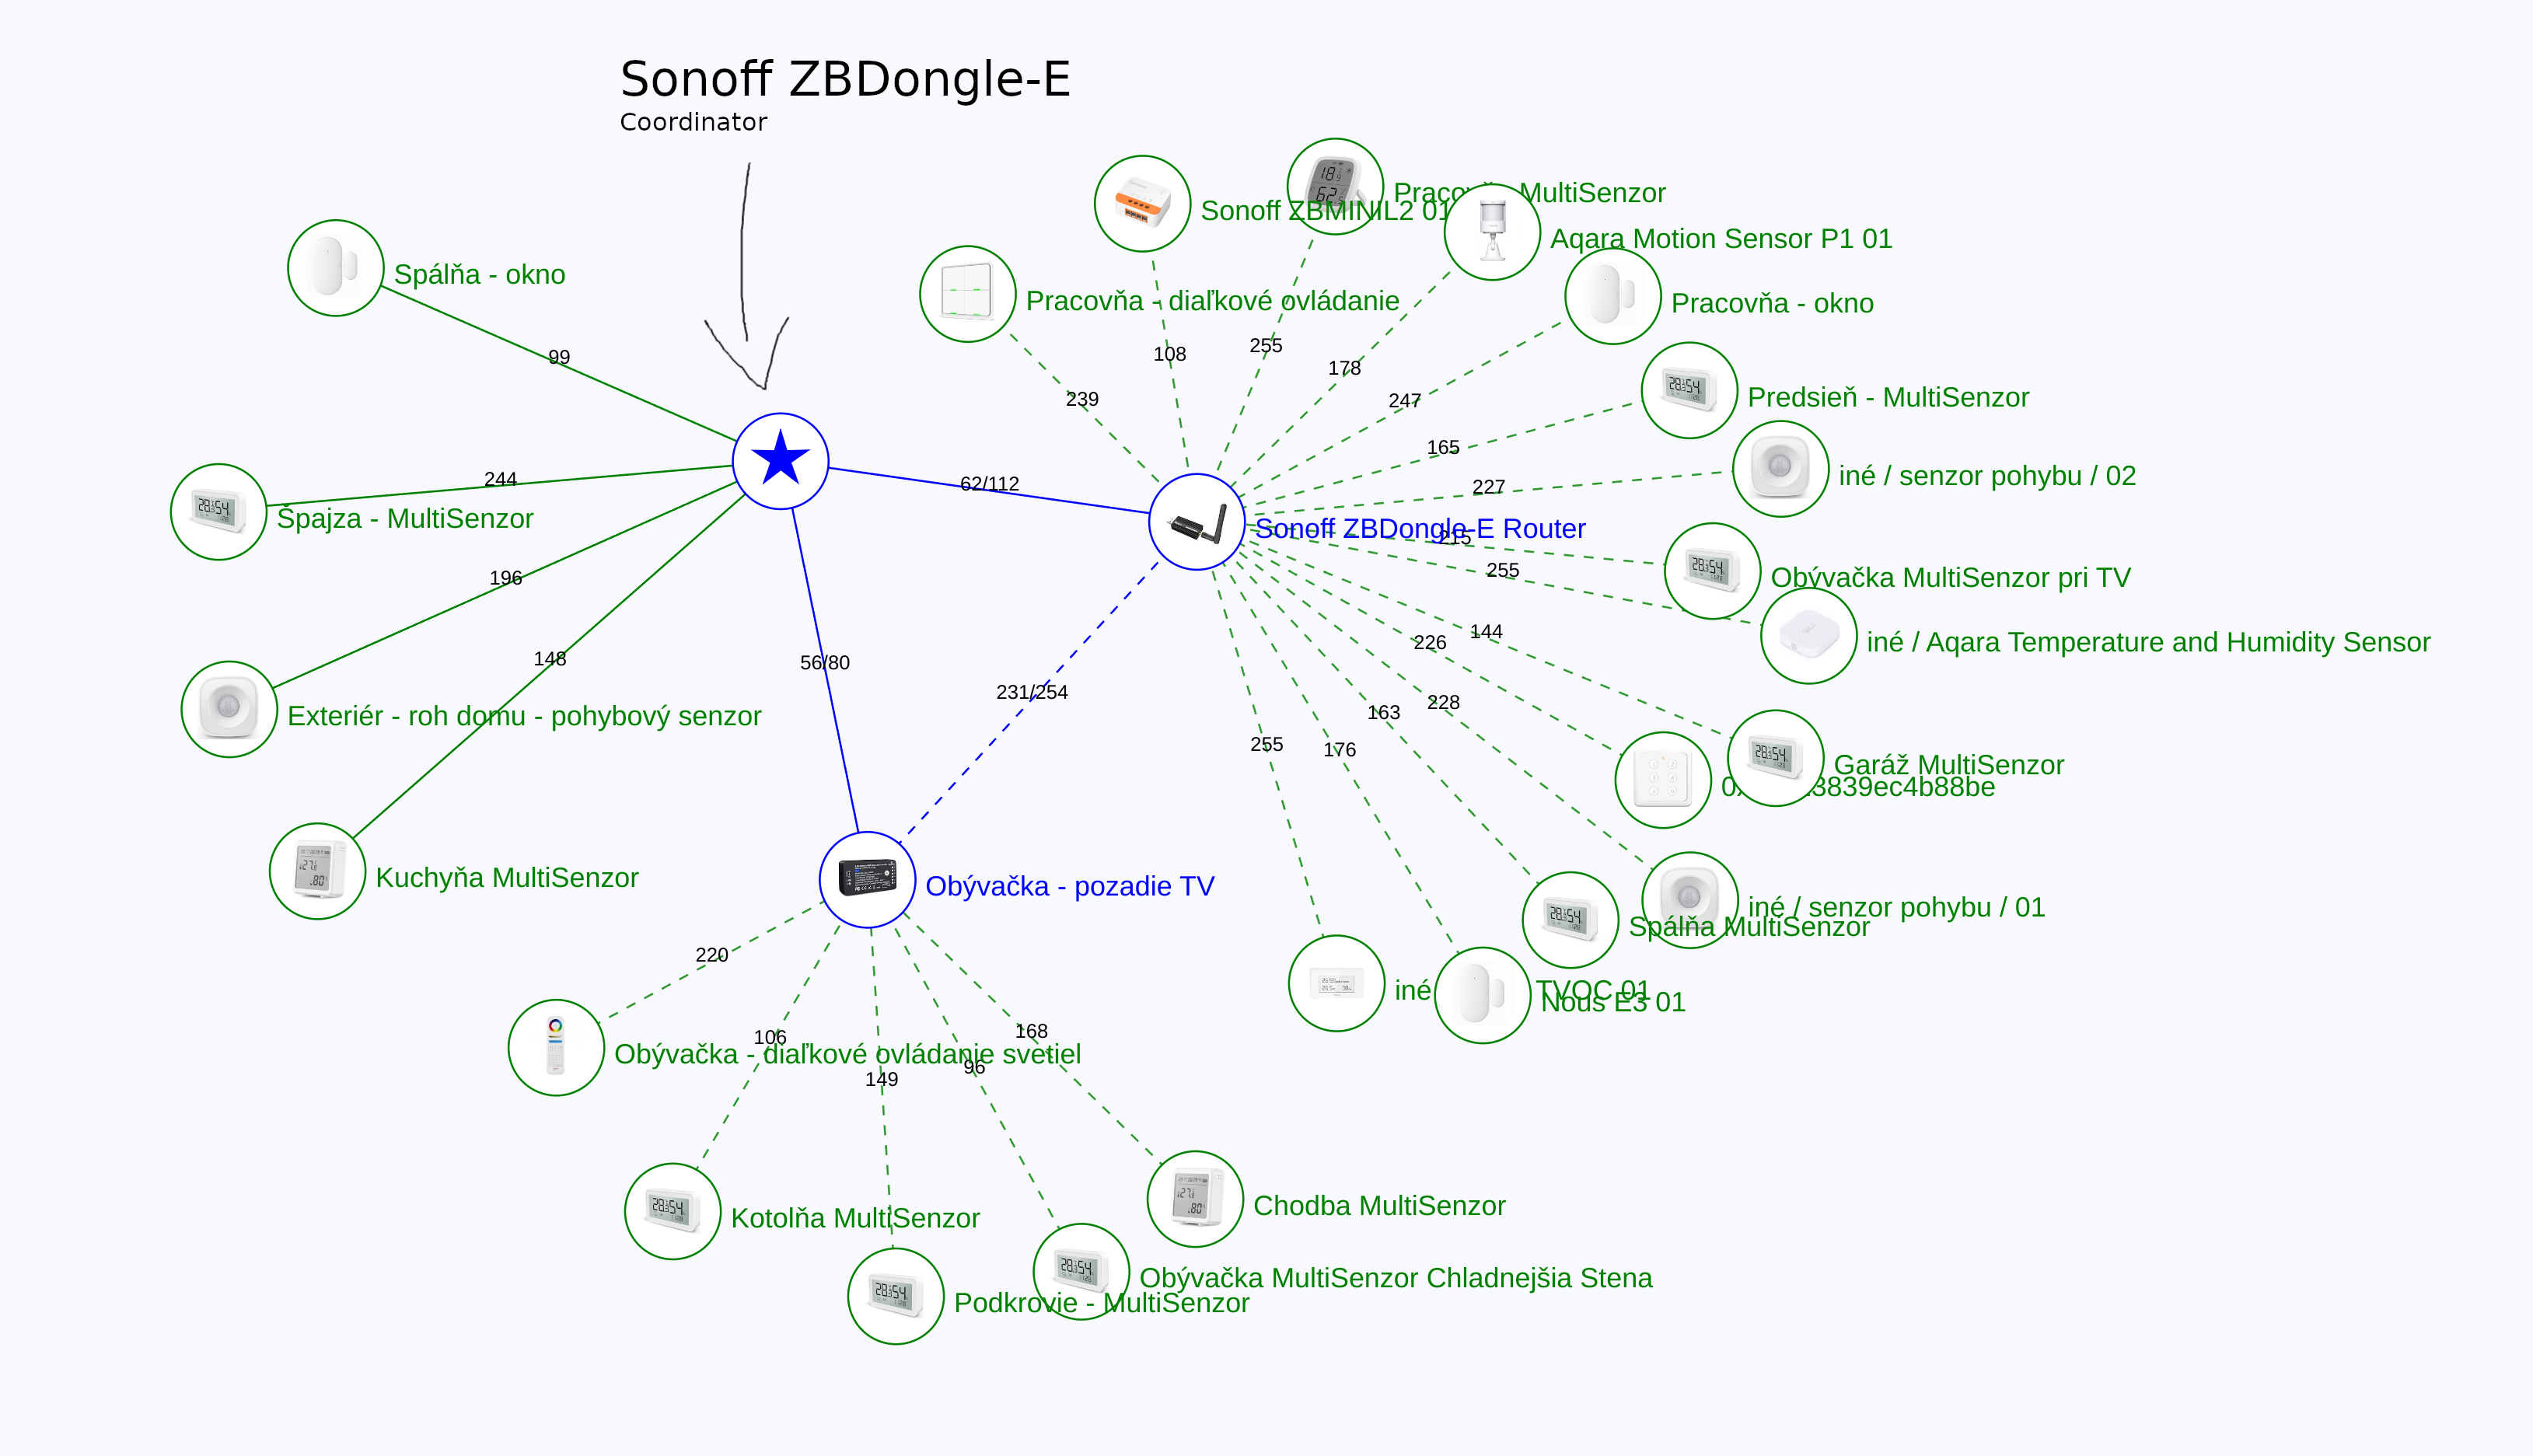 Sonoff ZBDongle-E
Coordinator
Spálňa - okno
99
244
Špajza - MultiSenzor
196
Exteriér - roh domu - pohybový senzor
148
Kuchyňa MultiSenzor
62/112
56/80
231/254
Sonoff ZBDongle-E Router
Pracovňa - diaľkové ovládanie
239
Sonoff ZBMINIL2 01
108
MultiSenzor
255
Aqara Motion Sensor P1 01
178
Pracovňa - okno
247
Predsieň - MultiSenzor
165
iné / senzor pohybu / 02
227
Obývačka MultiSenzor pri TV
215
iné / Aqara Temperature and Humidity Sensor
255
Garáž MultiSenzor
144
3839ec4b88be
226
iné / senzor pohybu / 01
228
Spálňa MultiSenzor
163
Nous E3 01
176
iné TVOC 01
255
Obývačka - pozadie TV
220
Obývačka - diaľkové ovládanie svetiel
106
Kotolňa MultiSenzor
149
Podkrovie - MultiSenzor
96
Obývačka MultiSenzor Chladnejšia Stena
168
Chodba MultiSenzor